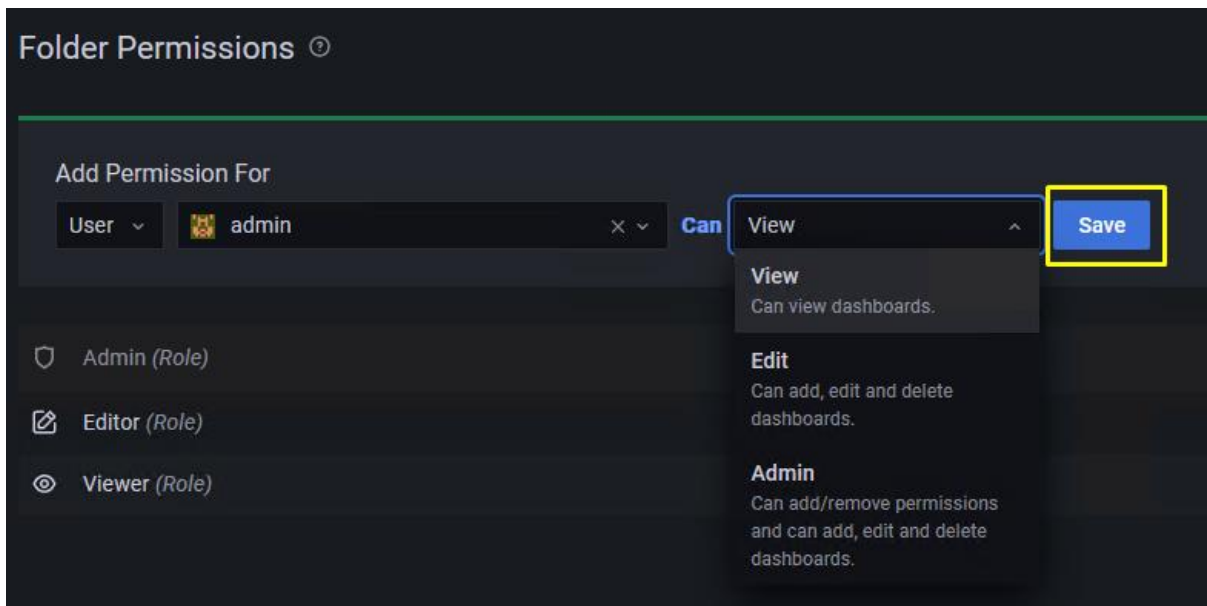 Folder Permissions
Add Permission For
User admin Can View Save
View
Can view dashboards.
Admin (Role)
Edit
Can add, edit and delete
dashboards.
Editor (Role)
Viewer (Role)
Admin
Can add/remove permissions
and can add, edit and delete
dashboards.